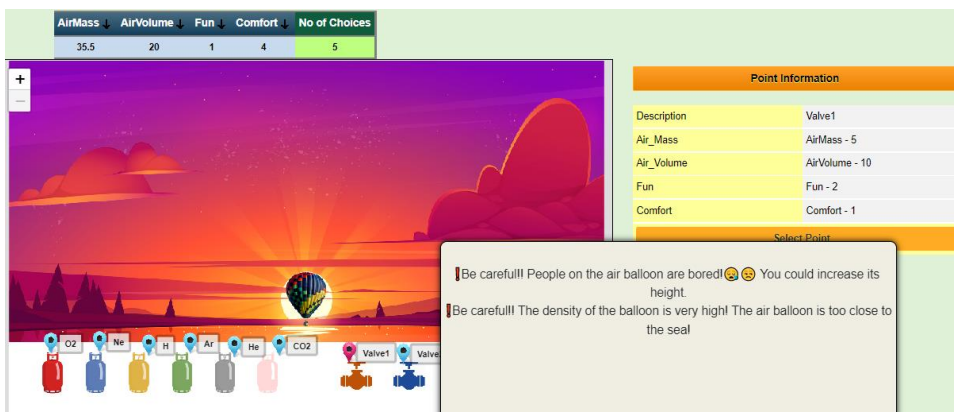 AirMass ↓ AirVolume ↓ Fun ↓ Comfort ↓ No of Choices
35.5 20 1 4 5
+
−
Point Information
Description Valve1
Air_Mass AirMass - 5
Air_Volume AirVolume - 10
Fun Fun - 2
Comfort Comfort - 1
Select Point
❗Be careful!! People on the air balloon are bored!😪😥 You could increase its
height.
❗Be careful!! The density of the balloon is very high! The air balloon is too close to
the sea!
O2 Ne H Ar He CO2 Valve1